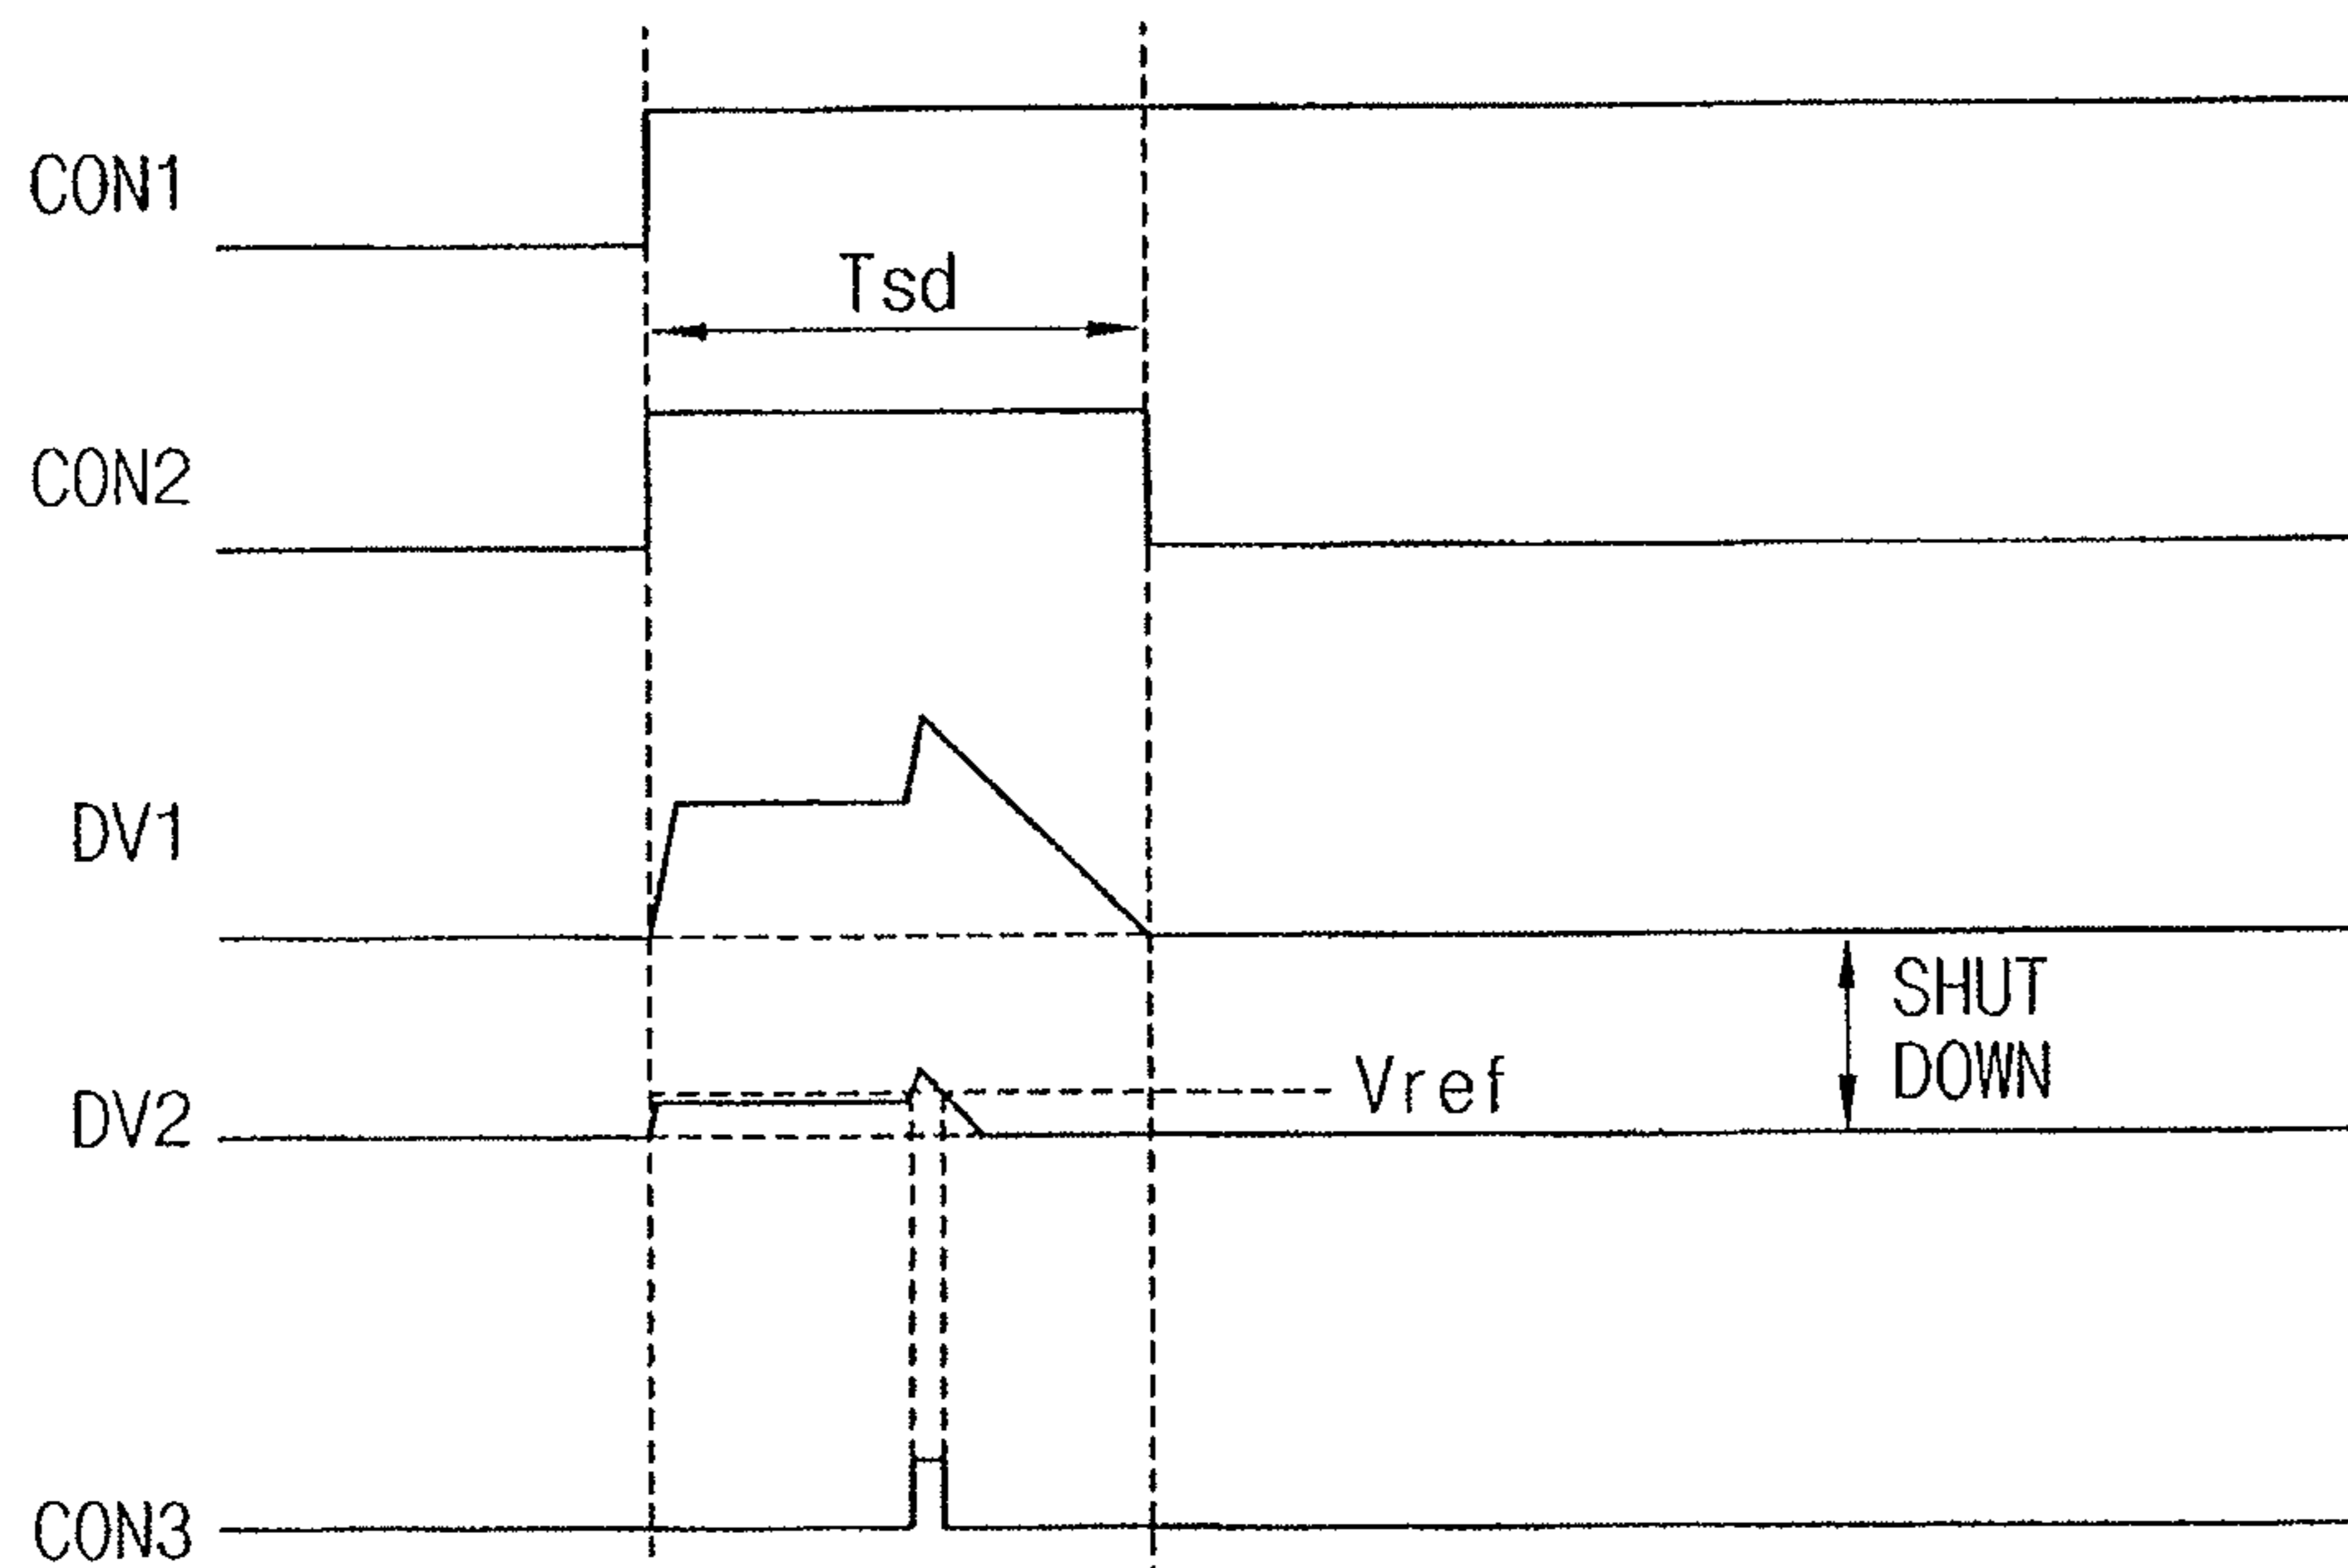 CON1
Tsd
CON2
DV1
SHUT
DOWN
Vref
DV2
CON3